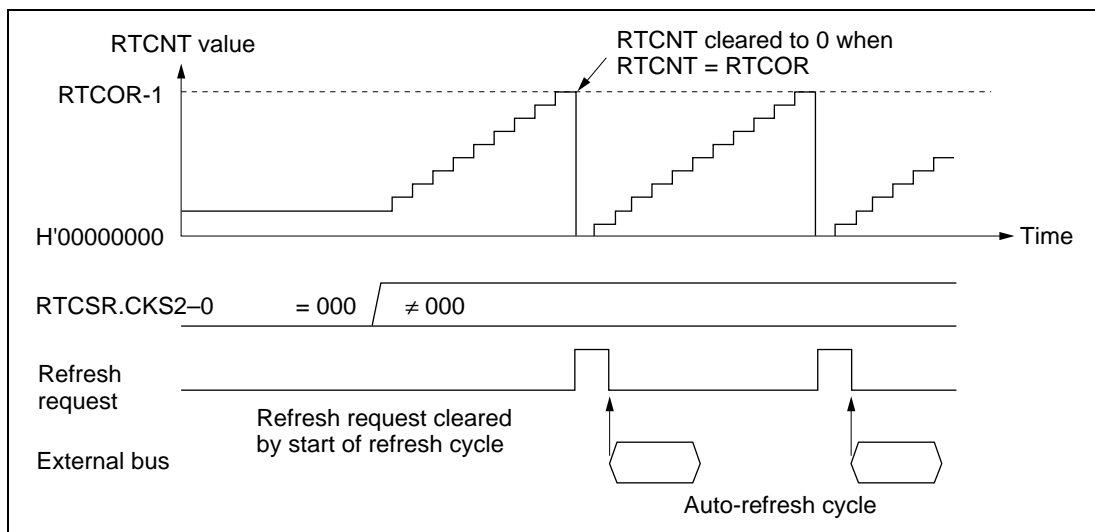 RTCNT value
RTCNT cleared to 0 when
RTCNT = RTCOR
RTCOR-1
H'00000000
Time
RTCSR.CKS2–0 = 000 ≠ 000
Refresh
request
Refresh request cleared
by start of refresh cycle
External bus
Auto-refresh cycle